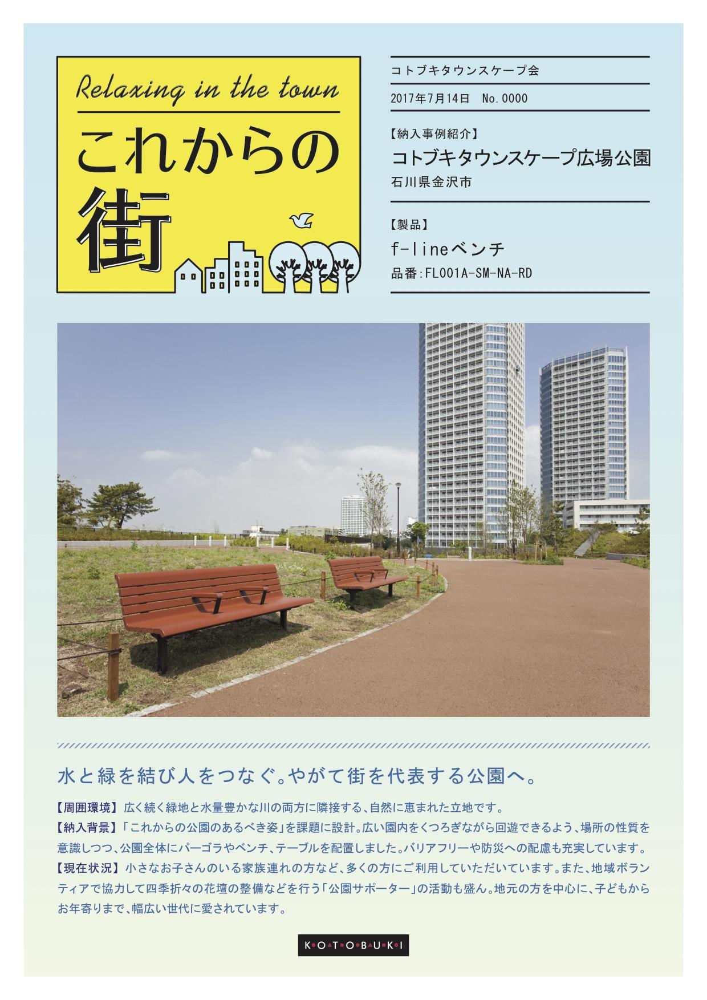 Relaxing in the town
これからの
街
コトブキタウンスケープ会
2017年7月14日　No.0000
【納入事例紹介】
コトブキタウンスケープ広場公園
石川県金沢市
【製品】
f-lineベンチ
品番:FL001A-SM-NA-RD
水と緑を結び人をつなぐ。やがて街を代表する公園へ。
【周囲環境】広く続く緑地と水量豊かな川の両方に隣接する、自然に恵まれた立地です。
【納入背景】「これからの公園のあるべき姿」を課題に設計。広い園内をくつろぎながら回遊できるよう、場所の性質を
意識しつつ、公園全体にパーゴラやベンチ、テーブルを配置しました。バリアフリーや防災への配慮も充実しています。
【現在状況】小さなお子さんのいる家族連れの方など、多くの方にご利用していただいています。また、地域ボラン
ティアで協力して四季折々の花壇の整備などを行う「公園サポーター」の活動も盛ん。地元の方を中心に、子どもから
お年寄りまで、幅広い世代に愛されています。
K•O▲T■O•B▲U■K•I